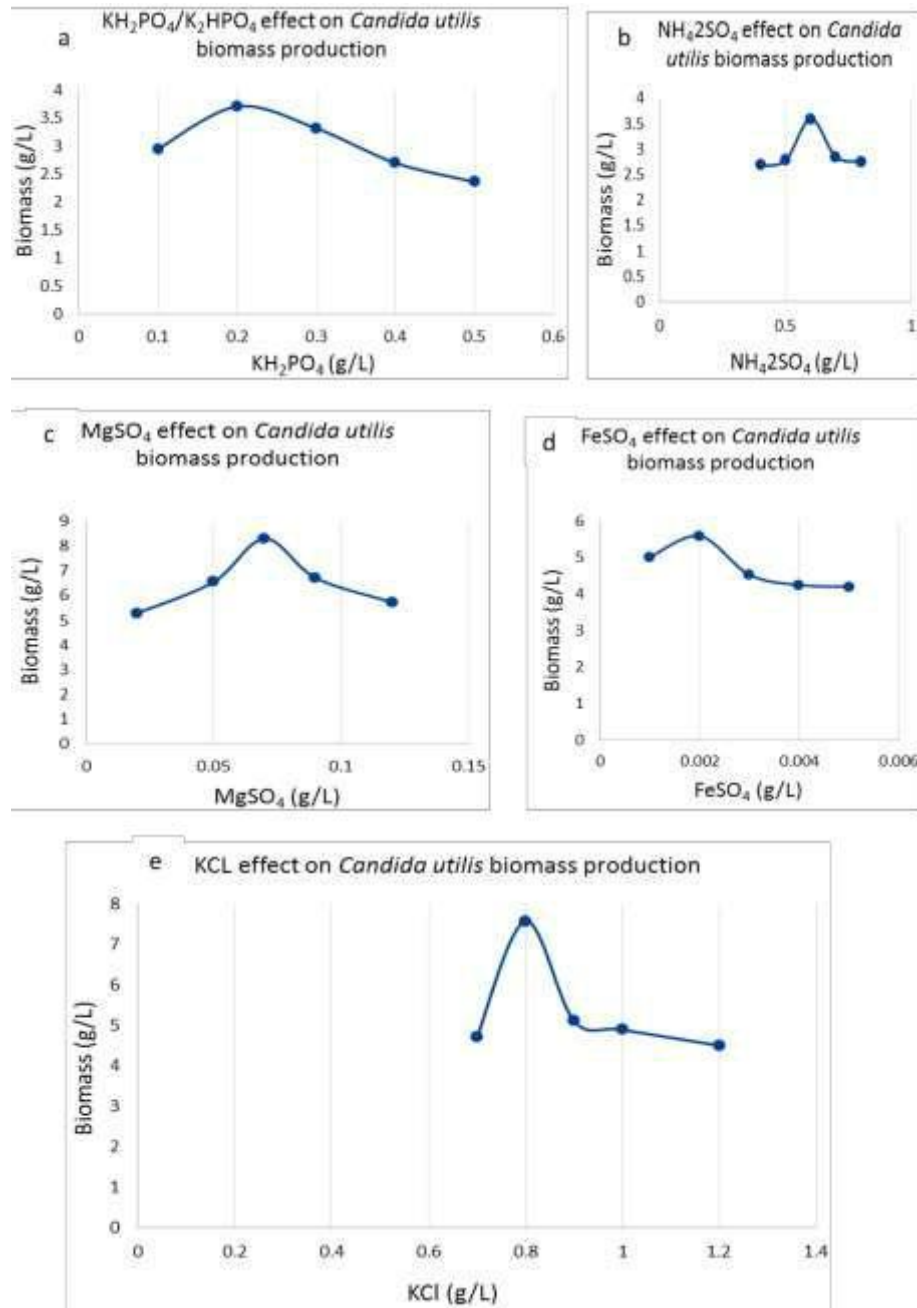 a
KH₂PO₄/K₂HPO₄ effect on Candida utilis
biomass production
4
3.5
3
2.5
2
1.5
1
0.5
0
Biomass (g/L)
0 0.1 0.2 0.3 0.4 0.5 0.6
KH₂PO₄ (g/L)
b
NH₄2SO₄ effect on Candida
utilis biomass production
4
3.5
3
2.5
2
1.5
1
0.5
0
Biomass (g/L)
0 0.5 1
NH₄2SO₄ (g/L)
c
MgSO₄ effect on Candida utilis
biomass production
9
8
7
6
5
4
3
2
1
0
Biomass (g/L)
0 0.05 0.1 0.15
MgSO₄ (g/L)
d
FeSO₄ effect on Candida utilis
biomass production
6
5
4
3
2
1
0
Biomass (g/L)
0 0.002 0.004 0.006
FeSO₄ (g/L)
e
KCL effect on Candida utilis biomass production
8
7
6
5
4
3
2
1
0
Biomass (g/L)
0 0.2 0.4 0.6 0.8 1 1.2 1.4
KCl (g/L)